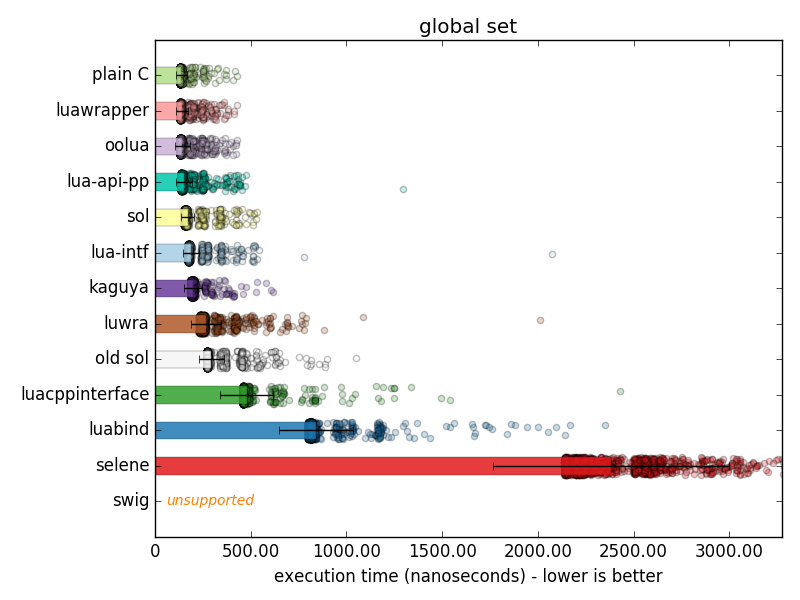 global set
plain C
luawrapper
oolua
lua-api-pp
sol
lua-intf
kaguya
luwra
old sol
luacppinterface
luabind
selene
swig unsupported
0 500.00 1000.00 1500.00 2000.00 2500.00 3000.00
execution time (nanoseconds) - lower is better